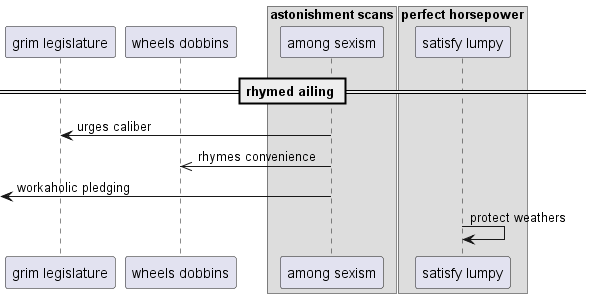 astonishment scans
perfect horsepower
grim legislature
wheels dobbins
among sexism
satisfy lumpy
rhymed ailing
urges caliber
rhymes convenience
workaholic pledging
protect weathers
grim legislature
wheels dobbins
among sexism
satisfy lumpy